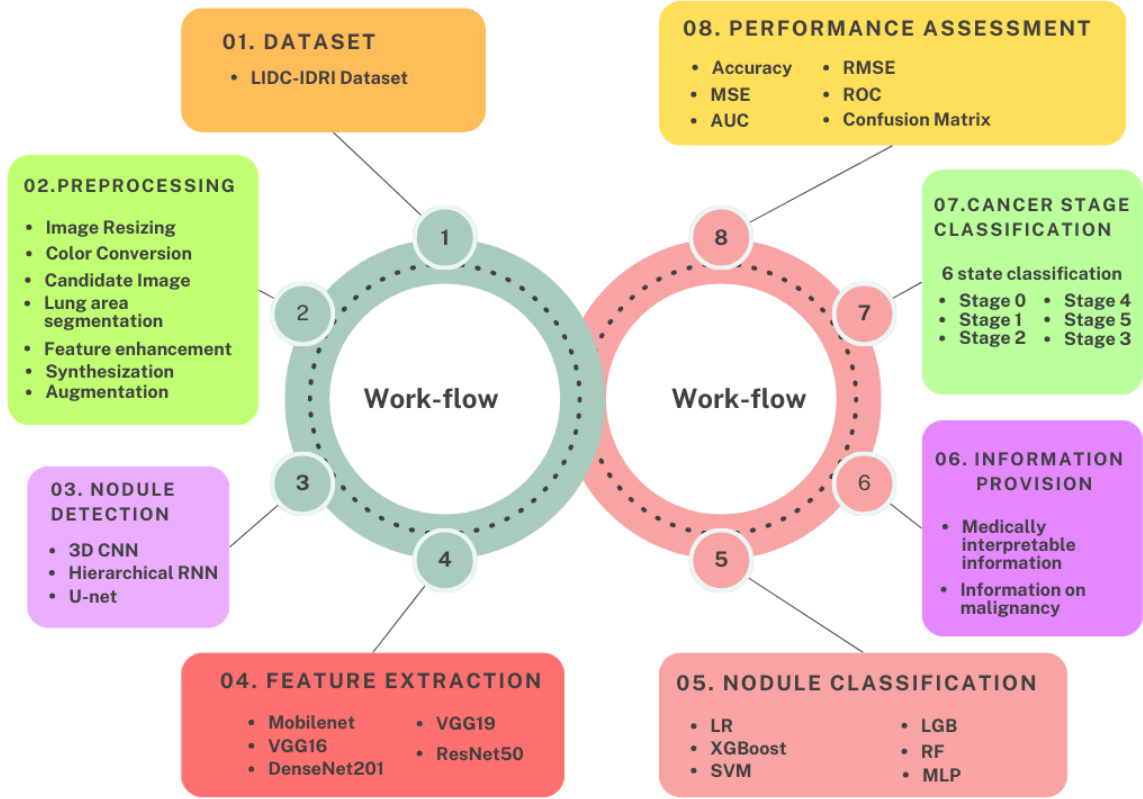 01. DATASET
• LIDC-IDRI Dataset
02.PREPROCESSING
• Image Resizing
• Color Conversion
• Candidate Image
• Lung area
segmentation
• Feature enhancement
• Synthesization
• Augmentation
03. NODULE
DETECTION
• 3D CNN
• Hierarchical RNN
• U-net
04. FEATURE EXTRACTION
• Mobilenet
• VGG16
• DenseNet201
• VGG19
• ResNet50
1
2
3
4
Work-flow
8
7
6
5
Work-flow
05. NODULE CLASSIFICATION
• LR
• XGBoost
• SVM
• LGB
• RF
• MLP
06. INFORMATION
PROVISION
• Medically
interpretable
information
• Information on
malignancy
07.CANCER STAGE
CLASSIFICATION
6 state classification
• Stage 0
• Stage 1
• Stage 2
• Stage 4
• Stage 5
• Stage 3
08. PERFORMANCE ASSESSMENT
• Accuracy
• MSE
• AUC
• RMSE
• ROC
• Confusion Matrix